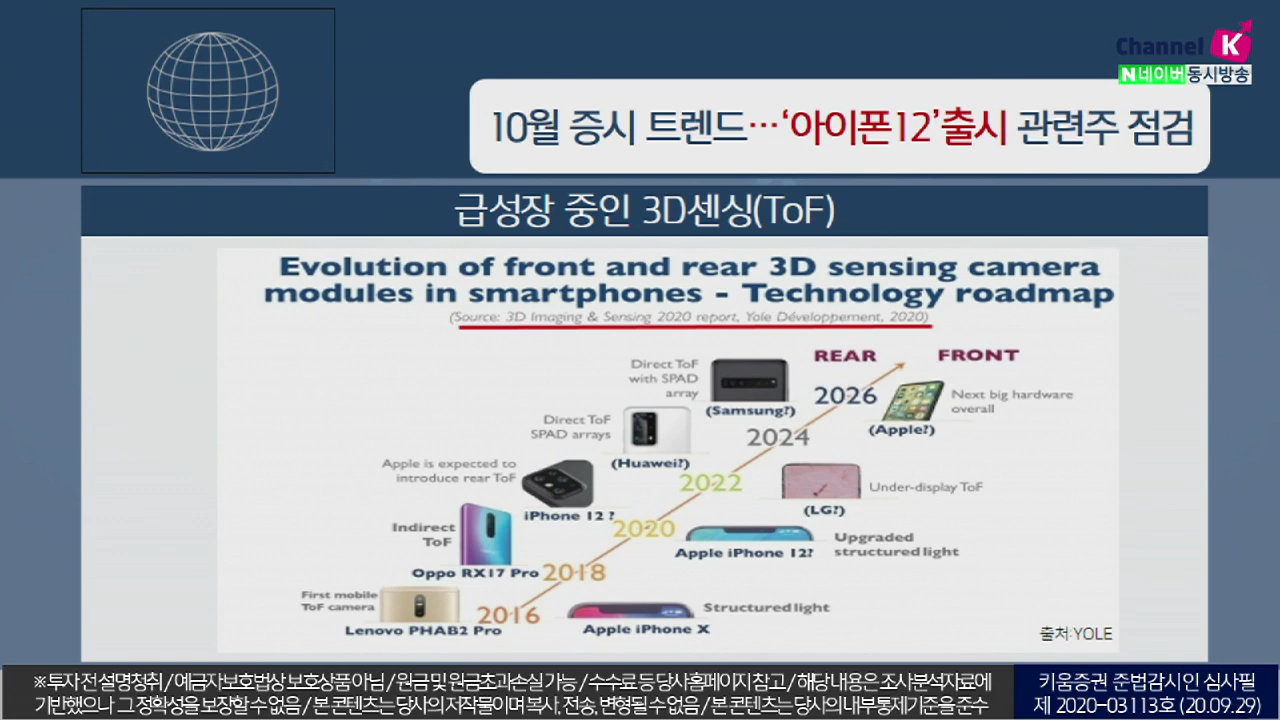 Channel K
N네이버동시방송
10월 증시 트렌드…‘아이폰12’출시 관련주 점검
급성장 중인 3D센싱(ToF)
Evolution of front and rear 3D sensing camera
modules in smartphones - Technology roadmap
(Source: 3D Imaging & Sensing 2020 report, Yole Développement, 2020)
REAR
FRONT
Direct ToF
with SPAD
array
(Samsung?)
2026
Next big hardware
overall
(Apple?)
Direct ToF
SPAD arrays
(Huawei?)
2024
Apple is expected to
introduce rear ToF
iPhone 12 ?
2022
Under-display ToF
(LG?)
Indirect
ToF
Oppo RX17 Pro
2020
Apple iPhone 12?
Upgraded
structured light
2018
First mobile
ToF camera
Lenovo PHAB2 Pro
2016
Structured light
Apple iPhone X
출처:YOLE
※ 투자 전 설명청취 / 예금자보호법상 보호상품 아님 / 원금 및 원금초과손실 가능 / 수수료 등 당사홈페이지 참고 / 해당 내용은 조사분석자료에
기반했으나 그 정확성을 보장할 수 없음 / 본 콘텐츠는 당사의 저작물이며 복사, 전송, 변형될 수 없음 / 본 콘텐츠는 당사의 내부통제기준을 준수
키움증권 준법감시인 심사필
제 2020-03113호 (20.09.29)